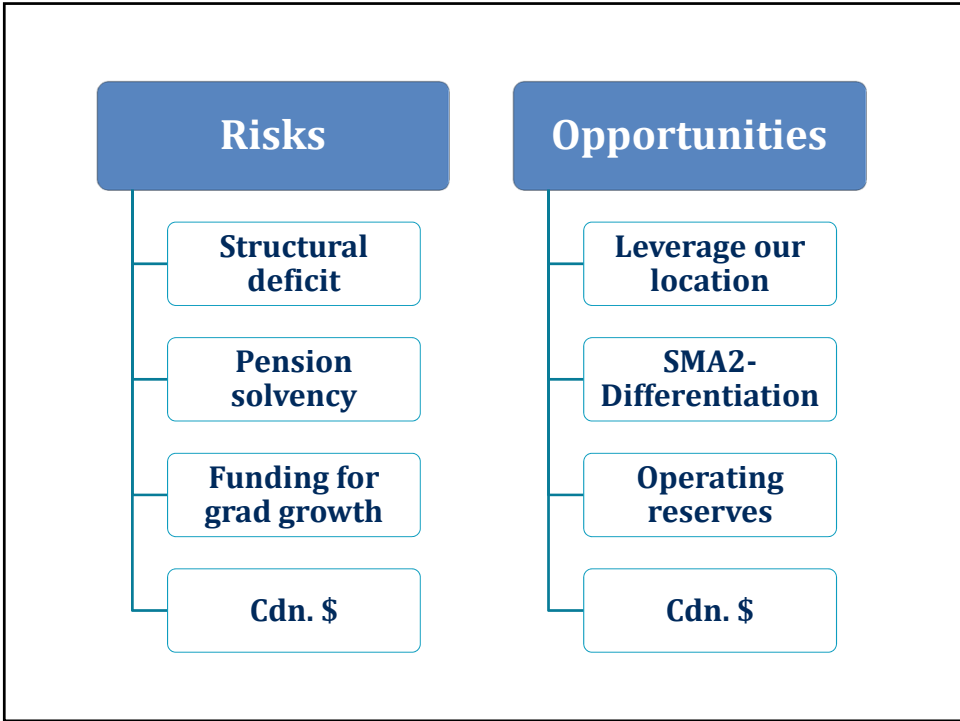 Risks
Structural
deficit
Pension
solvency
Funding for
grad growth
Cdn. $
Opportunities
Leverage our
location
SMA2-
Differentiation
Operating
reserves
Cdn. $